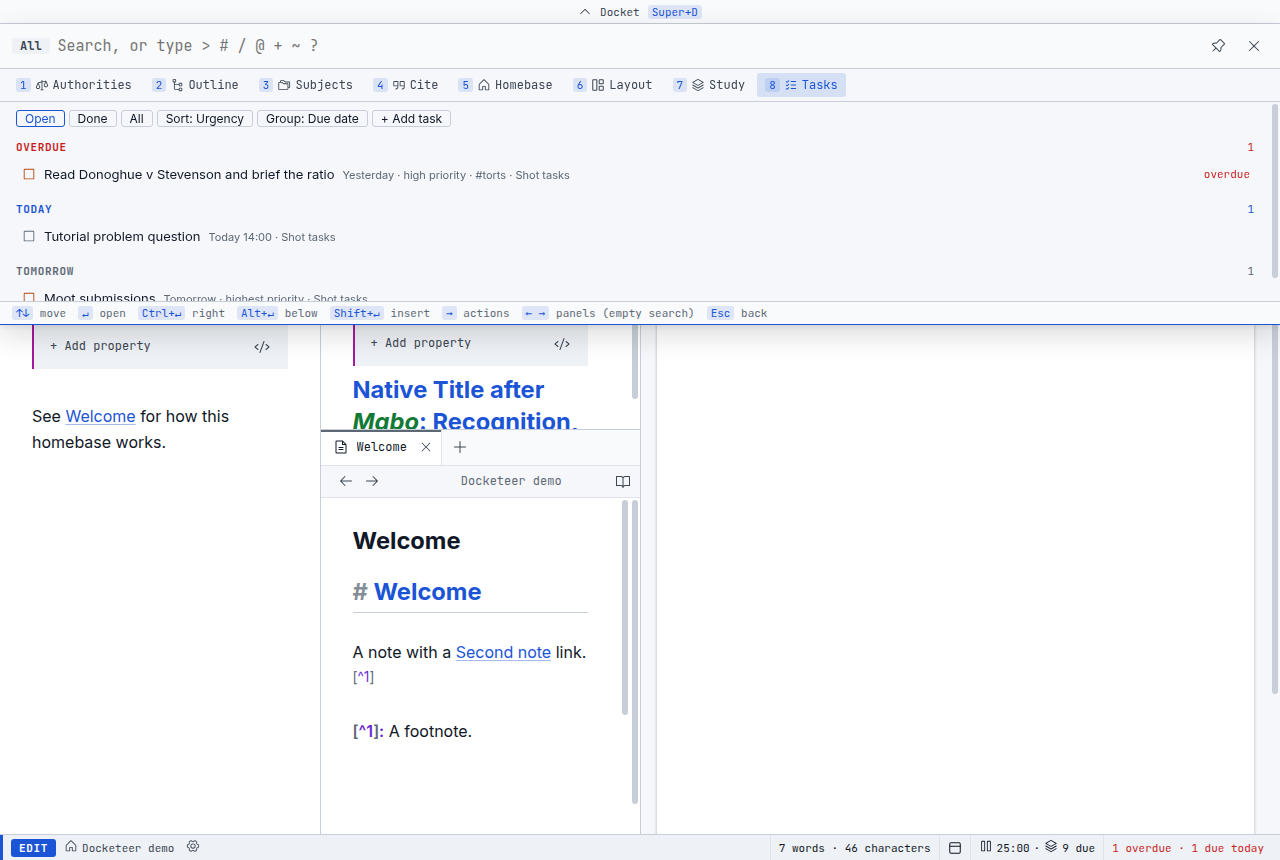 Docket Super+D
All Search, or type > # / @ + ~ ?
1 Authorities 2 Outline 3 Subjects 4 Cite 5 Homebase 6 Layout 7 Study 8 Tasks
Open Done All Sort: Urgency Group: Due date + Add task
OVERDUE 1
Read Donoghue v Stevenson and brief the ratio Yesterday · high priority · #torts · Shot tasks overdue
TODAY 1
Tutorial problem question Today 14:00 · Shot tasks
TOMORROW 1
Moot submissions Tomorrow · highest priority · Shot tasks
↑↓ move ↵ open Ctrl+↵ right Alt+↵ below Shift+↵ insert → actions ← → panels (empty search) Esc back
+ Add property </>
See Welcome for how this
homebase works.
+ Add property </>
Native Title after
Mabo: Recognition,
Welcome
Docketeer demo
Welcome
# Welcome
A note with a Second note link.
[^1]
[^1]: A footnote.
EDIT Docketeer demo 7 words · 46 characters 25:00 · 9 due 1 overdue · 1 due today